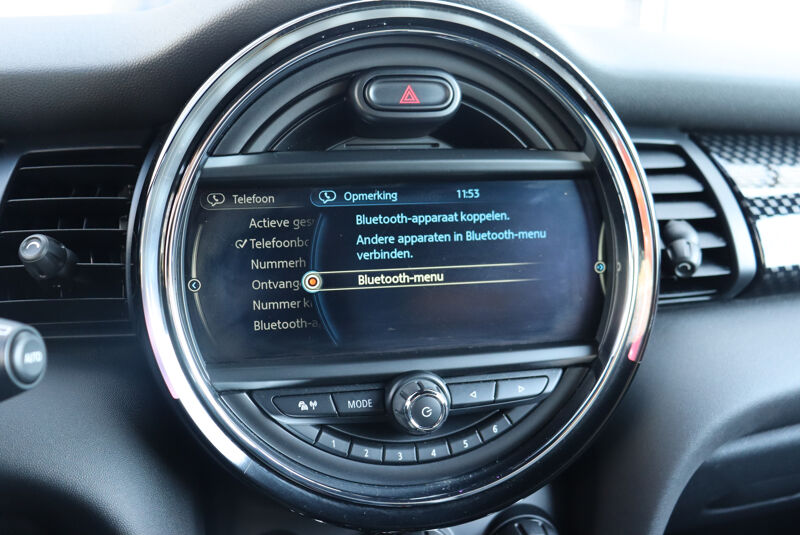 Telefoon
Opmerking
11:53
Actieve
Telefoonbo
Nummerh
Ontvang
Nummer
Bluetooth-a
Bluetooth-apparaat koppelen.
Andere apparaten in Bluetooth-menu
verbinden.
Bluetooth-menu
MODE
1 2 3 4 5 6
AUTO